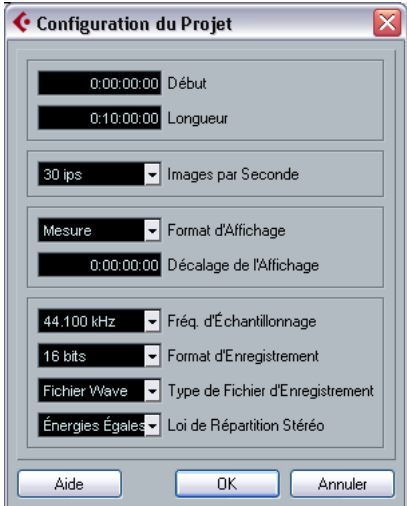 Configuration du Projet
0:00:00:00 Début
0:10:00:00 Longueur
30 ips Images par Seconde
Mesure Format d'Affichage
0:00:00:00 Décalage de l'Affichage
44.100 kHz Fréq. d'Échantillonnage
16 bits Format d'Enregistrement
Fichier Wave Type de Fichier d'Enregistrement
Énergies Égales Loi de Répartition Stéréo
Aide OK Annuler